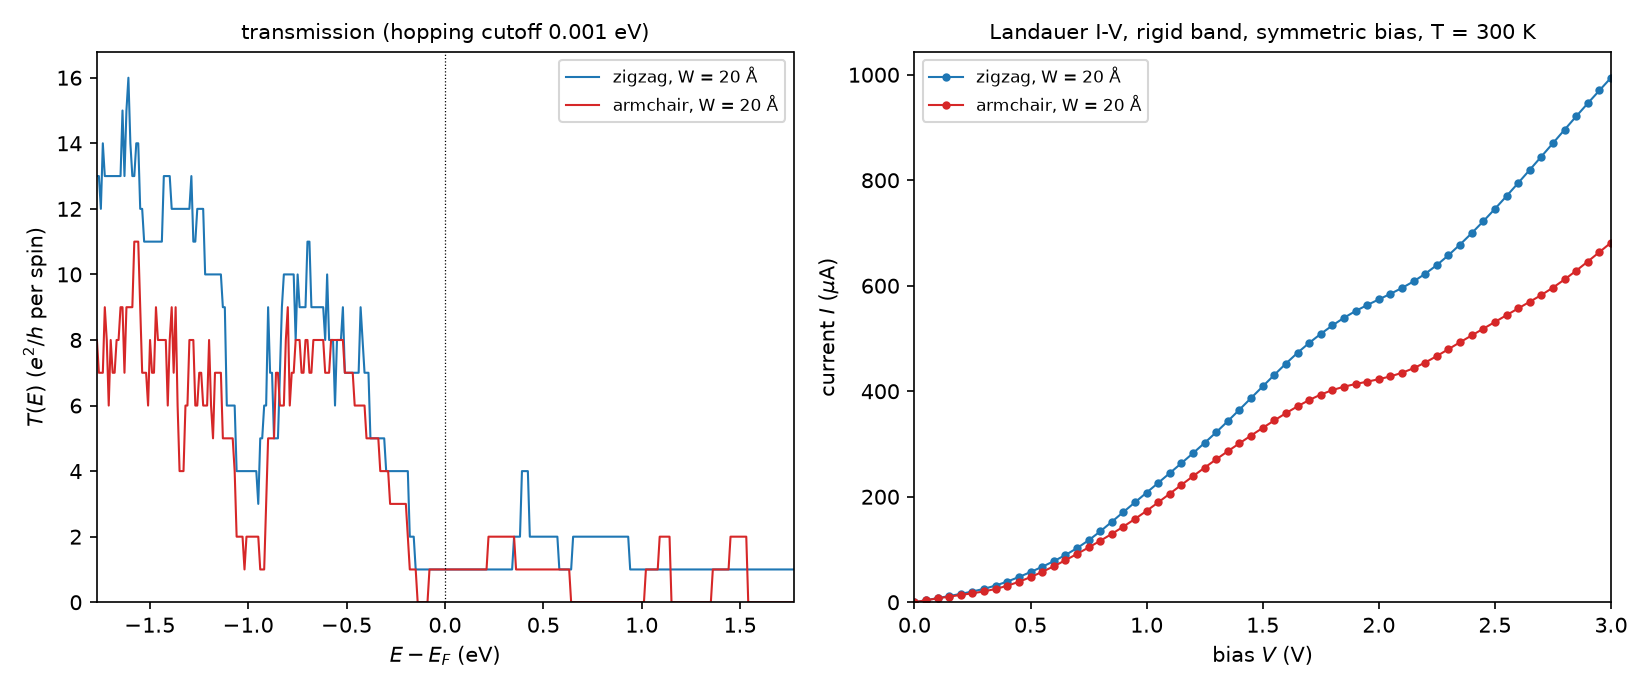 transmission (hopping cutoff 0.001 eV)
T(E) (e²/h per spin)
16
14
12
10
8
6
4
2
0
zigzag, W = 20 Å
armchair, W = 20 Å
−1.5 −1.0 −0.5 0.0 0.5 1.0 1.5
E − E_F (eV)
Landauer I-V, rigid band, symmetric bias, T = 300 K
current I (μA)
1000
800
600
400
200
0
zigzag, W = 20 Å
armchair, W = 20 Å
0.0 0.5 1.0 1.5 2.0 2.5 3.0
bias V (V)